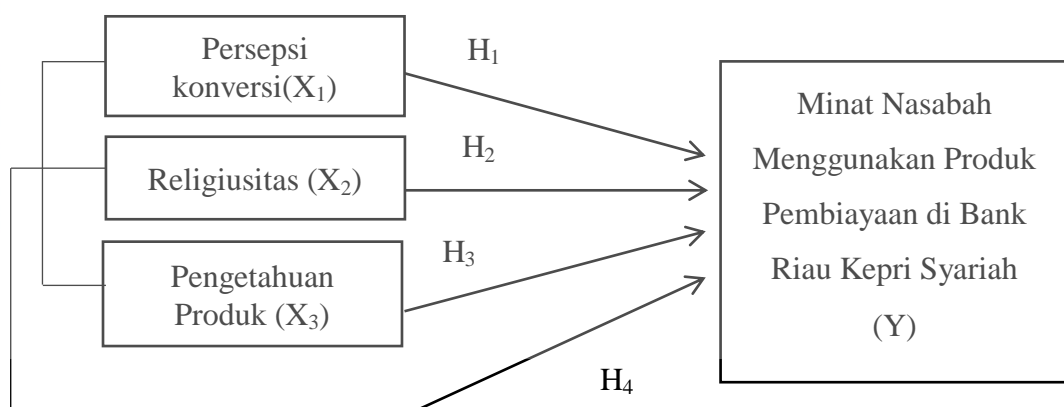 Persepsi
konversi(X₁)
H₁
Religiusitas (X₂)
H₂
Pengetahuan
Produk (X₃)
H₃
H₄
Minat Nasabah
Menggunakan Produk
Pembiayaan di Bank
Riau Kepri Syariah
(Y)